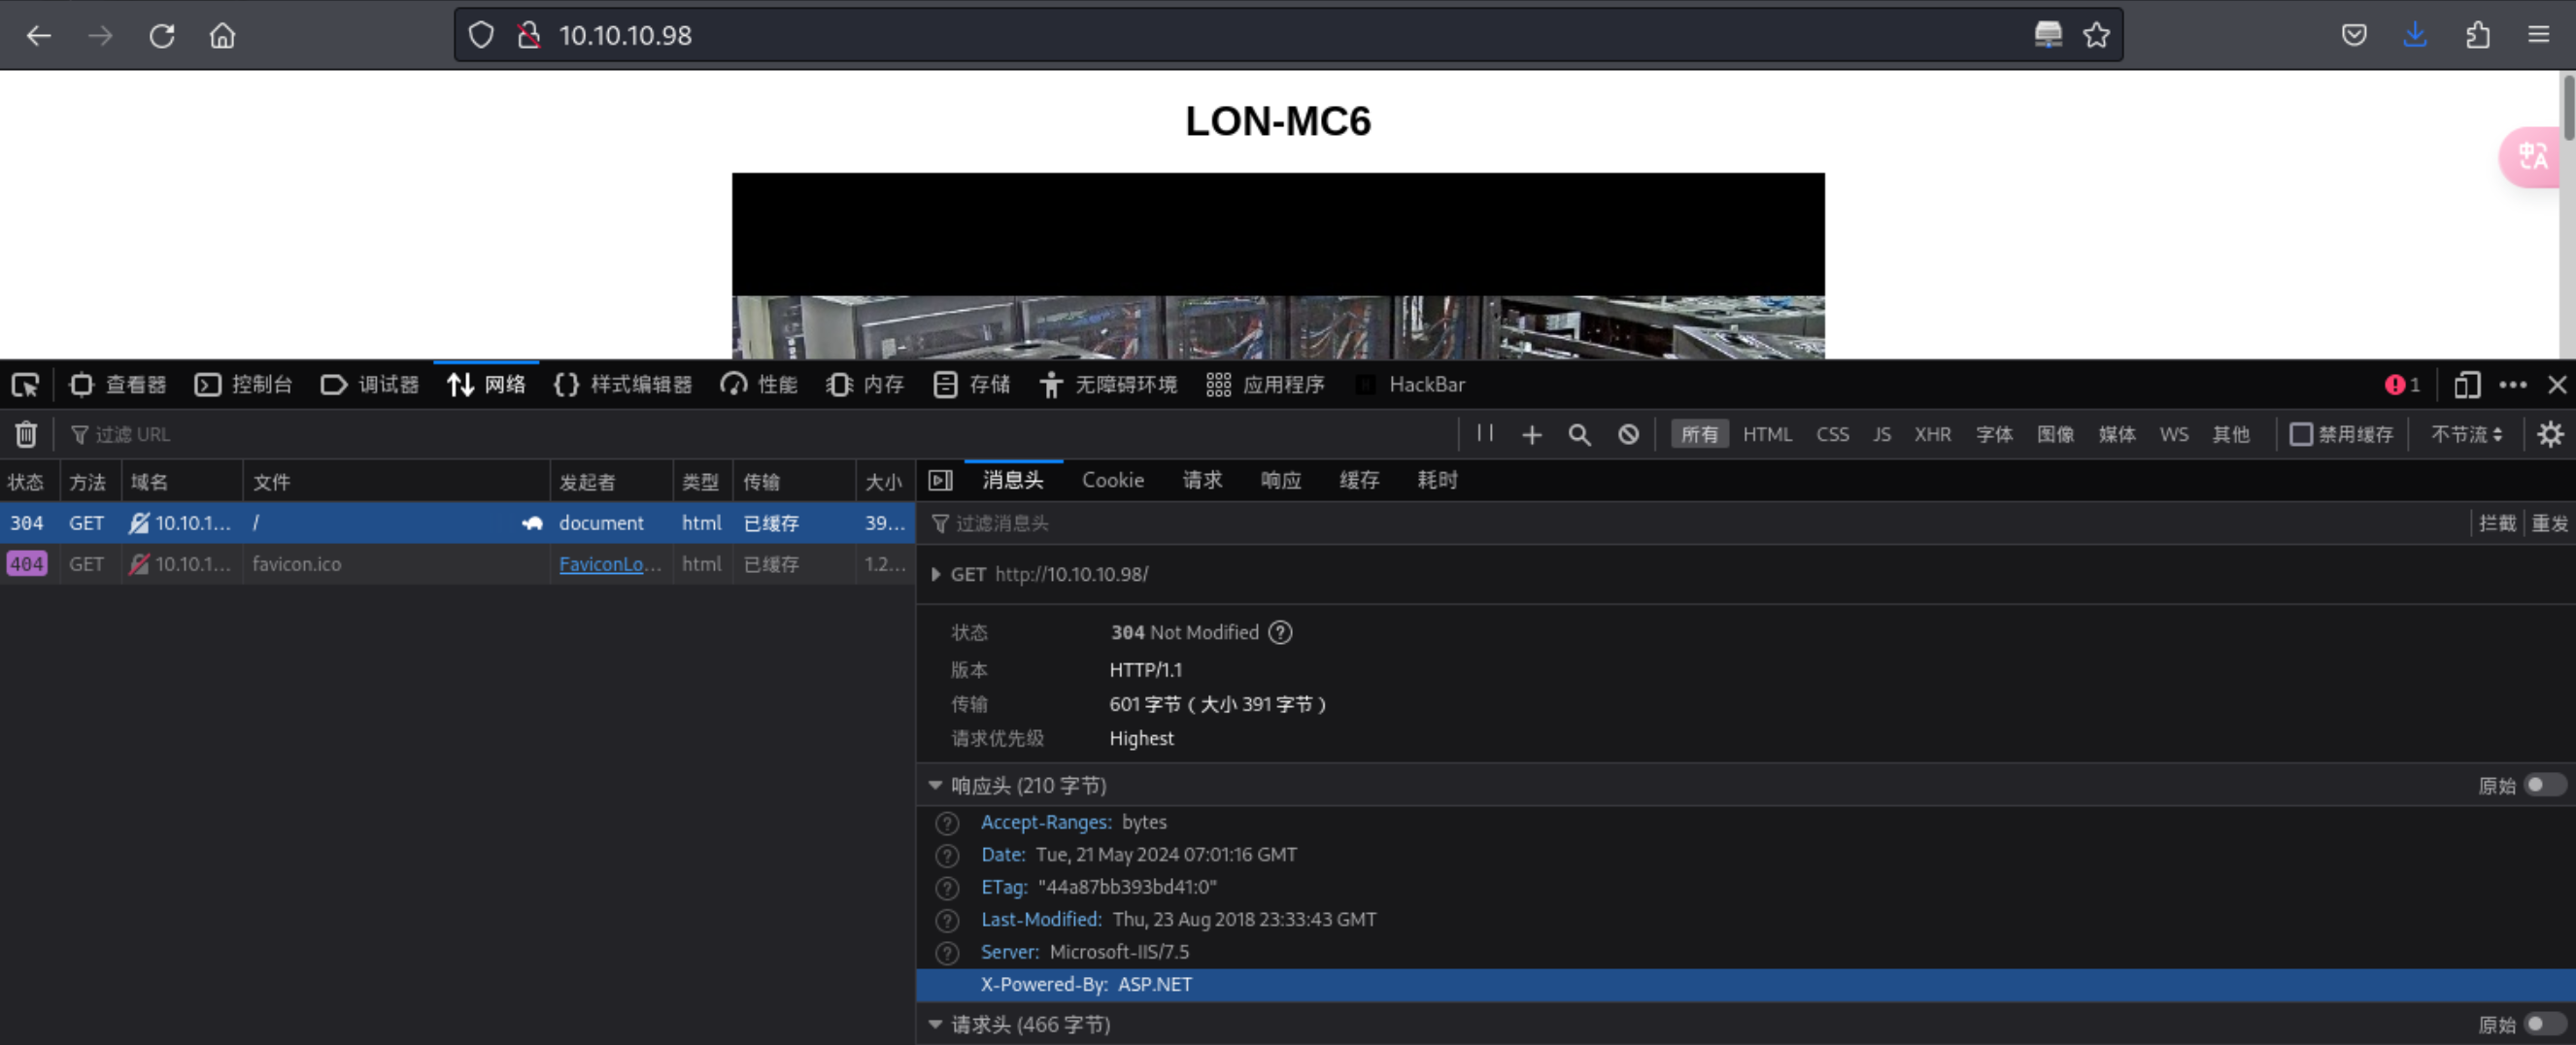 10.10.10.98
LON-MC6
中A
查看器 控制台 调试器 网络 样式编辑器 性能 内存 存储 无障碍环境 应用程序 HackBar 1
过滤 URL 所有 HTML CSS JS XHR 字体 图像 媒体 WS 其他 禁用缓存 不节流
状态 方法 域名 文件 发起者 类型 传输 大小 消息头 Cookie 请求 响应 缓存 耗时
304 GET 10.10.1... / document html 已缓存 39... 过滤消息头 拦截 重发
404 GET 10.10.1... favicon.ico FaviconLo... html 已缓存 1.2...
GET http://10.10.10.98/
状态 304 Not Modified
版本 HTTP/1.1
传输 601 字节（大小 391 字节）
请求优先级 Highest
响应头 (210 字节) 原始
Accept-Ranges: bytes
Date: Tue, 21 May 2024 07:01:16 GMT
ETag: "44a87bb393bd41:0"
Last-Modified: Thu, 23 Aug 2018 23:33:43 GMT
Server: Microsoft-IIS/7.5
X-Powered-By: ASP.NET
请求头 (466 字节) 原始